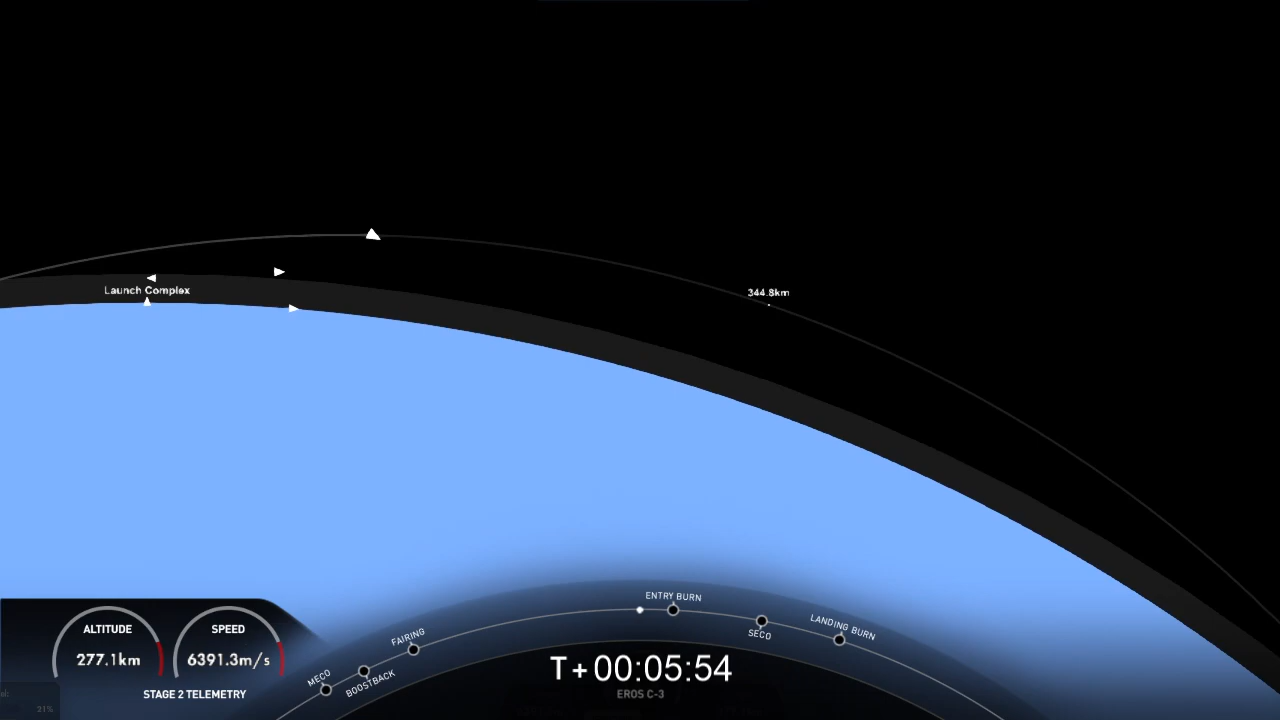 Launch Complex
344.8km
ALTITUDE
277.1km
SPEED
6391.3m/s
STAGE 2 TELEMETRY
MECO
BOOSTBACK
FAIRING
ENTRY BURN
SECO
LANDING BURN
T+00:05:54
EROS C-3
21%